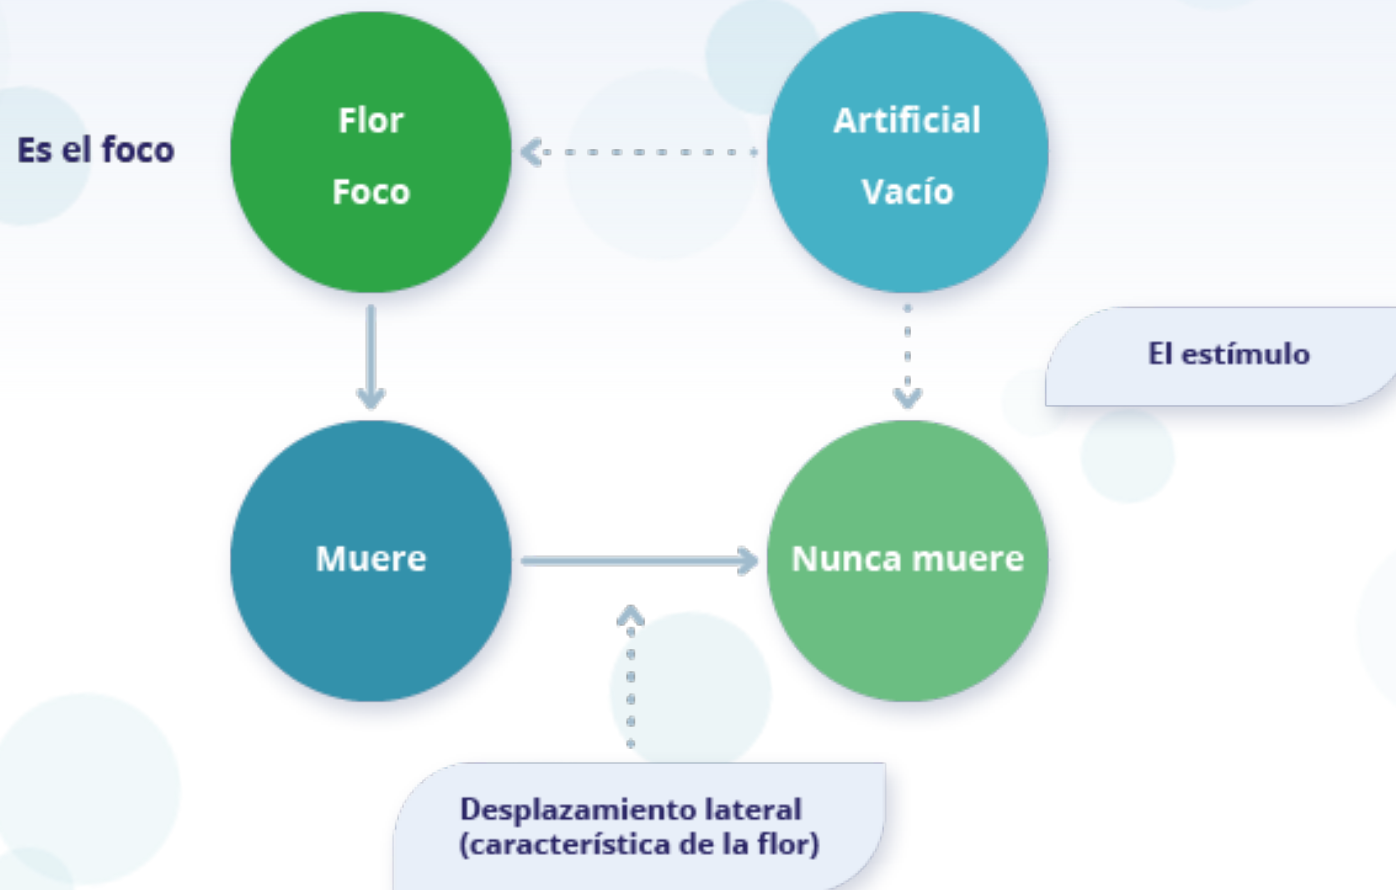 Flor
Artificial
Es el foco
Foco
Vacío
El estímulo
Muere
Nunca muere
Desplazamiento lateral
(característica de la flor)